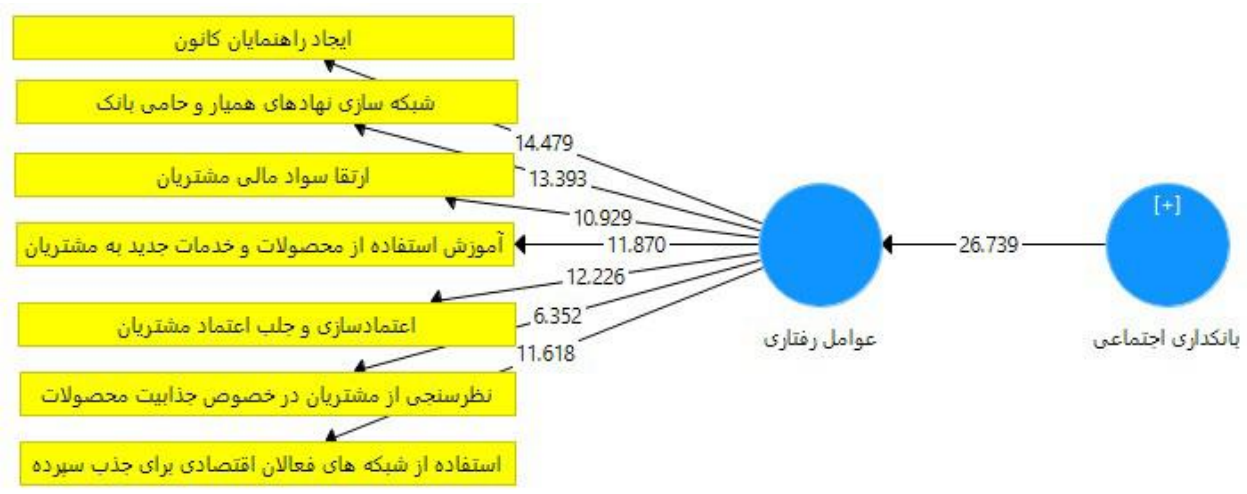 ایجاد راهنمایان کانون
شبکه سازی نهادهای همیار و حامی بانک
ارتقا سواد مالی مشتریان
آموزش استفاده از محصولات و خدمات جدید به مشتریان
اعتمادسازی و جلب اعتماد مشتریان
نظرسنجی از مشتریان در خصوص جذابیت محصولات
استفاده از شبکه های فعالان اقتصادی برای جذب سپرده
14.479
13.393
10.929
11.870
12.226
6.352
11.618
عوامل رفتاری
26.739
[+]
بانکداری اجتماعی